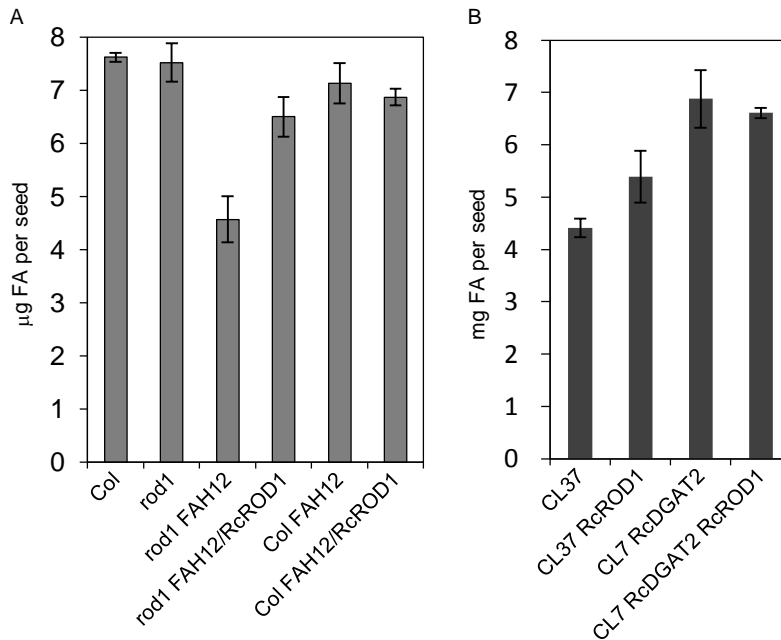 A
8
7
6
5
4
3
2
1
0
μg FA per seed
Col
rod1
rod1 FAH12
rod1 FAH12/RcROD1
Col FAH12
Col FAH12/RcROD1
B
8
7
6
5
4
3
2
1
0
mg FA per seed
CL37
CL37 RcROD1
CL7 RcDGAT2
CL7 RcDGAT2 RcROD1